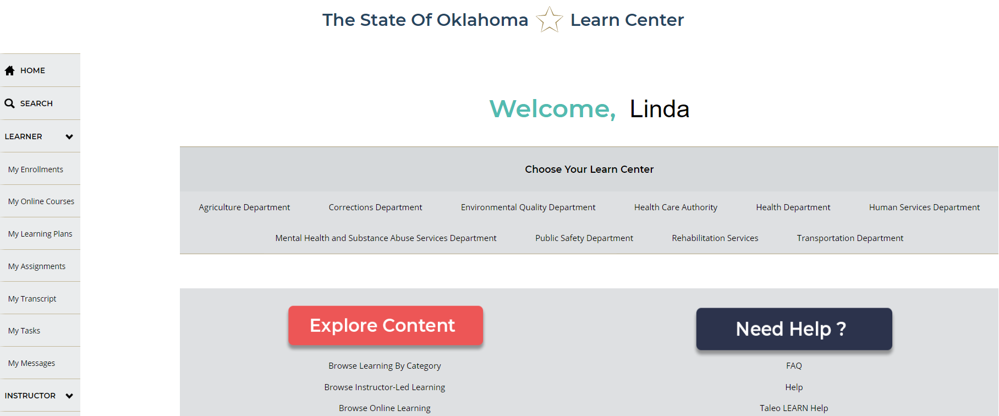 The State Of Oklahoma Learn Center
HOME
SEARCH
LEARNER
My Enrollments
My Online Courses
My Learning Plans
My Assignments
My Transcript
My Tasks
My Messages
INSTRUCTOR
Welcome, Linda
Choose Your Learn Center
Agriculture Department Corrections Department Environmental Quality Department Health Care Authority Health Department Human Services Department
Mental Health and Substance Abuse Services Department Public Safety Department Rehabilitation Services Transportation Department
Explore Content
Browse Learning By Category
Browse Instructor-Led Learning
Browse Online Learning
Need Help ?
FAQ
Help
Taleo LEARN Help